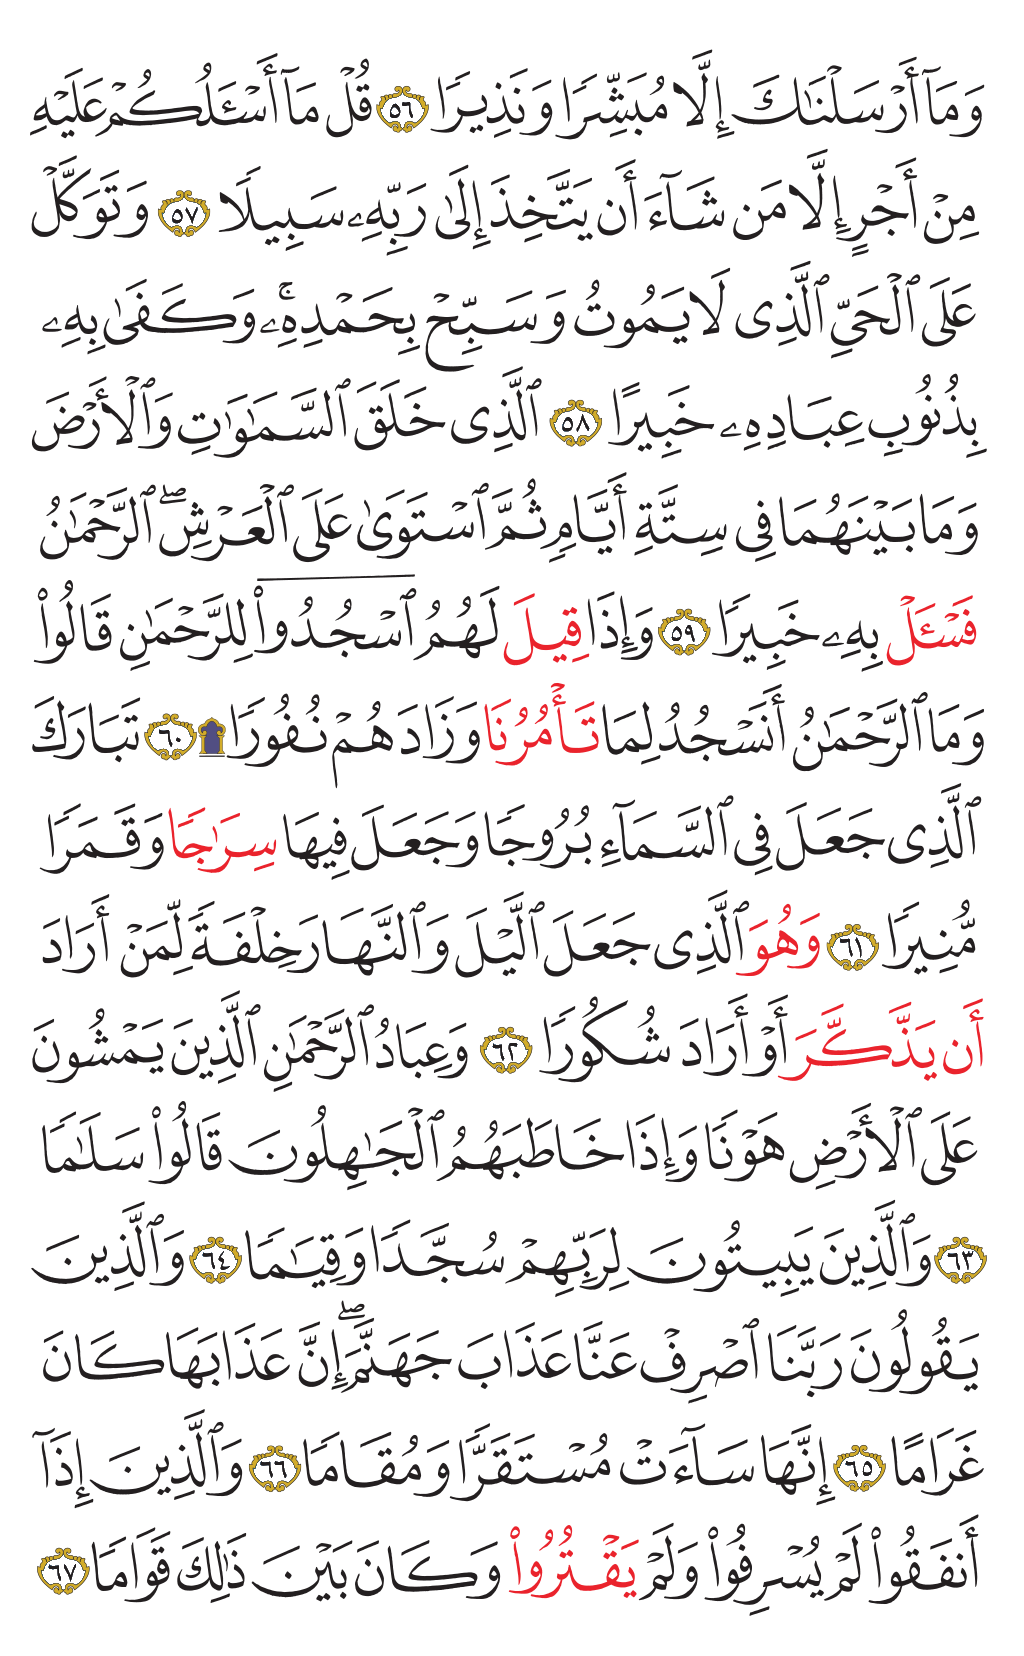 وَمَآ أَرْسَلْنَٰكَ إِلَّا مُبَشِّرًا وَنَذِيرًا ٥٦ قُلْ مَآ أَسْـَٔلُكُمْ عَلَيْهِ
مِنْ أَجْرٍ إِلَّا مَن شَآءَ أَن يَتَّخِذَ إِلَىٰ رَبِّهِۦ سَبِيلًا ٥٧ وَتَوَكَّلْ
عَلَى ٱلْحَىِّ ٱلَّذِى لَا يَمُوتُ وَسَبِّحْ بِحَمْدِهِۦۚ وَكَفَىٰ بِهِۦ
بِذُنُوبِ عِبَادِهِۦ خَبِيرًا ٥٨ ٱلَّذِى خَلَقَ ٱلسَّمَٰوَٰتِ وَٱلْأَرْضَ
وَمَا بَيْنَهُمَا فِى سِتَّةِ أَيَّامٍ ثُمَّ ٱسْتَوَىٰ عَلَى ٱلْعَرْشِۖ ٱلرَّحْمَٰنُ
فَسْـَٔلْ بِهِۦ خَبِيرًا ٥٩ وَإِذَا قِيلَ لَهُمُ ٱسْجُدُوا۟ لِلرَّحْمَٰنِ قَالُوا۟
وَمَا ٱلرَّحْمَٰنُ أَنَسْجُدُ لِمَا تَأْمُرُنَا وَزَادَهُمْ نُفُورًا ۩ ٦٠ تَبَارَكَ
ٱلَّذِى جَعَلَ فِى ٱلسَّمَآءِ بُرُوجًا وَجَعَلَ فِيهَا سِرَٰجًا وَقَمَرًا
مُّنِيرًا ٦١ وَهُوَ ٱلَّذِى جَعَلَ ٱلَّيْلَ وَٱلنَّهَارَ خِلْفَةً لِّمَنْ أَرَادَ
أَن يَذَّكَّرَ أَوْ أَرَادَ شُكُورًا ٦٢ وَعِبَادُ ٱلرَّحْمَٰنِ ٱلَّذِينَ يَمْشُونَ
عَلَى ٱلْأَرْضِ هَوْنًا وَإِذَا خَاطَبَهُمُ ٱلْجَٰهِلُونَ قَالُوا۟ سَلَٰمًا
٦٣ وَٱلَّذِينَ يَبِيتُونَ لِرَبِّهِمْ سُجَّدًا وَقِيَٰمًا ٦٤ وَٱلَّذِينَ
يَقُولُونَ رَبَّنَا ٱصْرِفْ عَنَّا عَذَابَ جَهَنَّمَۖ إِنَّ عَذَابَهَا كَانَ
غَرَامًا ٦٥ إِنَّهَا سَآءَتْ مُسْتَقَرًّا وَمُقَامًا ٦٦ وَٱلَّذِينَ إِذَآ
أَنفَقُوا۟ لَمْ يُسْرِفُوا۟ وَلَمْ يَقْتُرُوا۟ وَكَانَ بَيْنَ ذَٰلِكَ قَوَامًا ٦٧